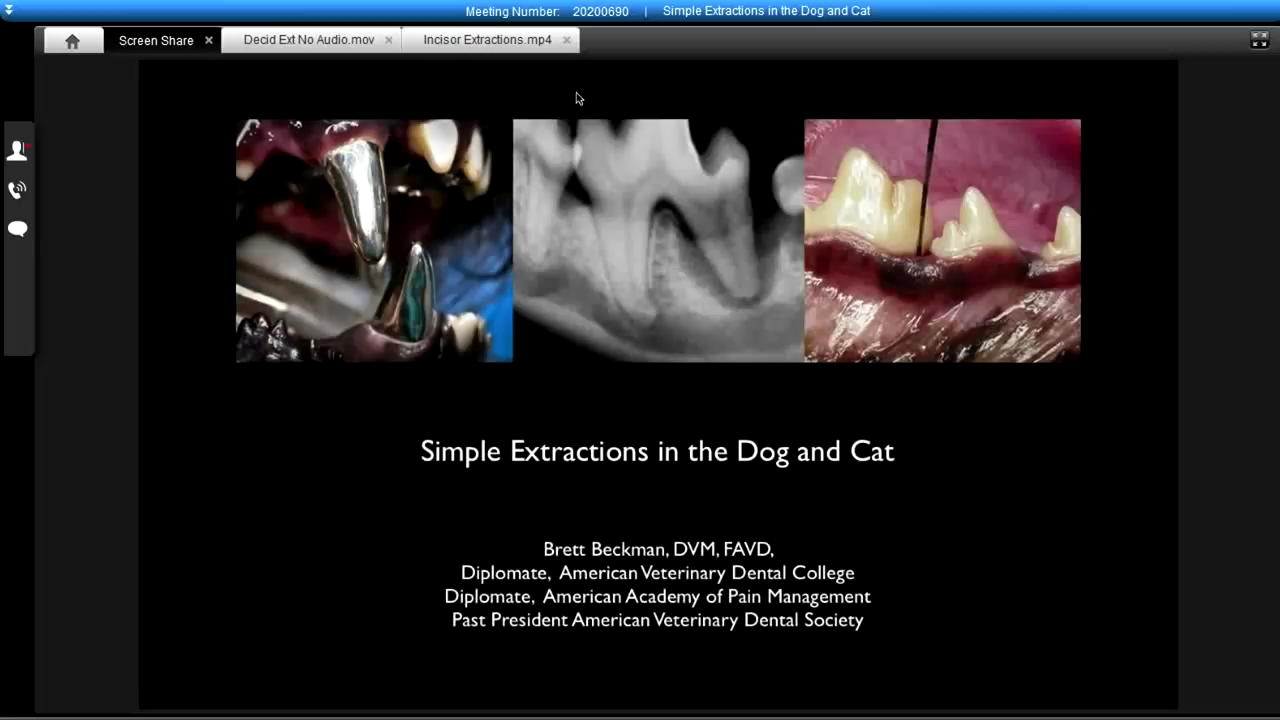 Meeting Number: 20200690 | Simple Extractions in the Dog and Cat
Screen Share
Decid Ext No Audio.mov
Incisor Extractions.mp4
Simple Extractions in the Dog and Cat
Brett Beckman, DVM, FAVD,
Diplomate, American Veterinary Dental College
Diplomate, American Academy of Pain Management
Past President American Veterinary Dental Society